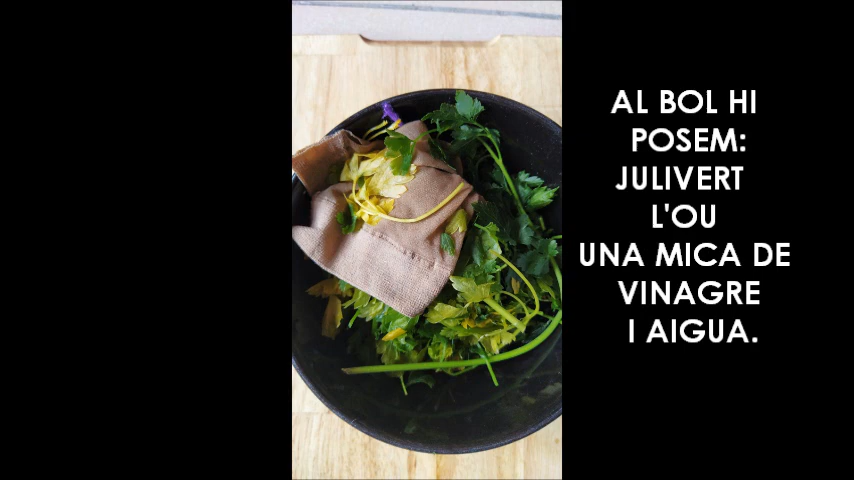 AL BOL HI
POSEM:
JULIVERT
L'OU
UNA MICA DE
VINAGRE
I AIGUA.